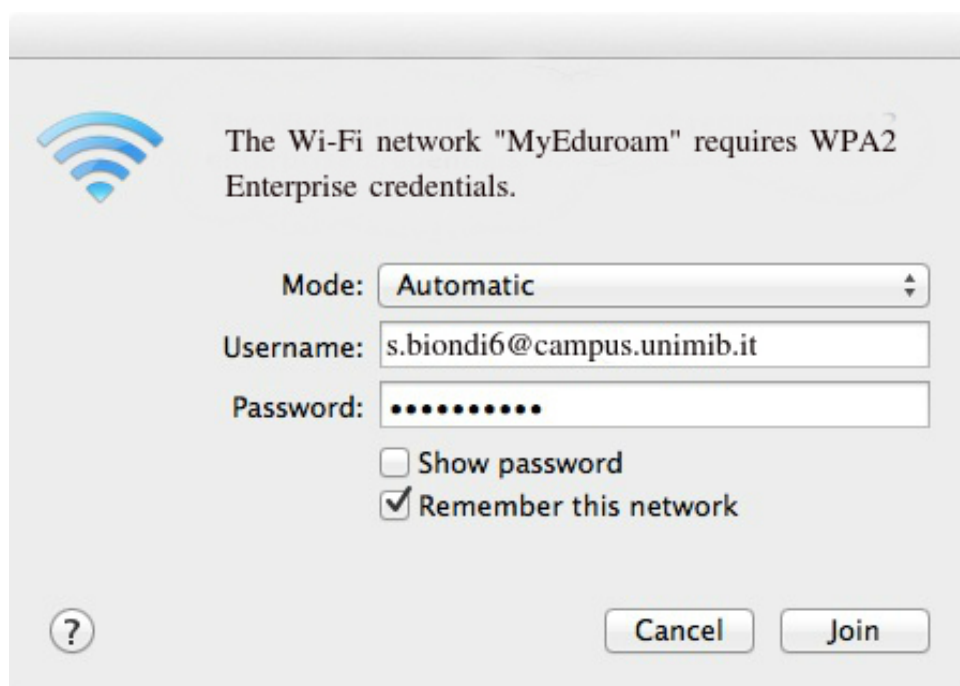 The Wi-Fi network "MyEduroam" requires WPA2
Enterprise credentials.
Mode: Automatic
Username: s.biondi6@campus.unimib.it
Password: ••••••••••
Show password
Remember this network
? Cancel Join